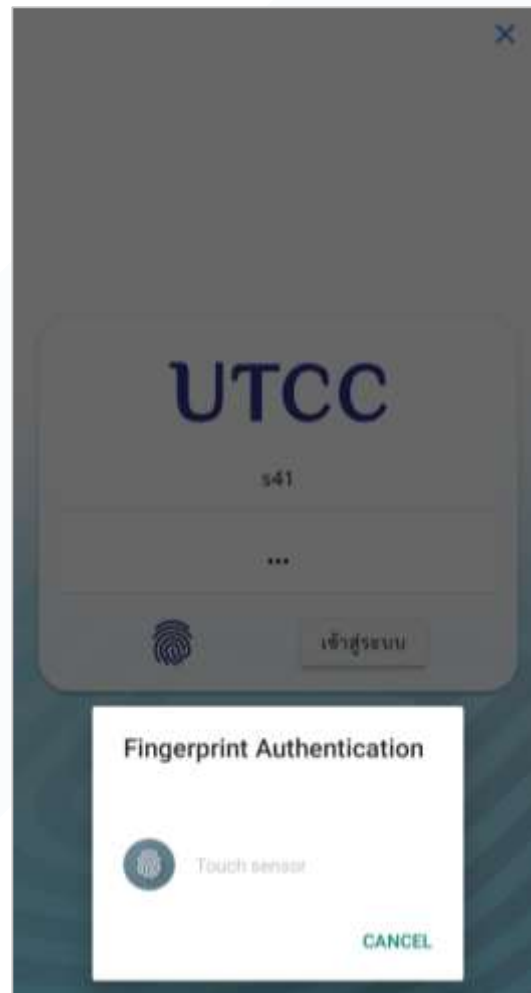 UTCC
s41
•••
เข้าสู่ระบบ
Fingerprint Authentication
Touch sensor
CANCEL